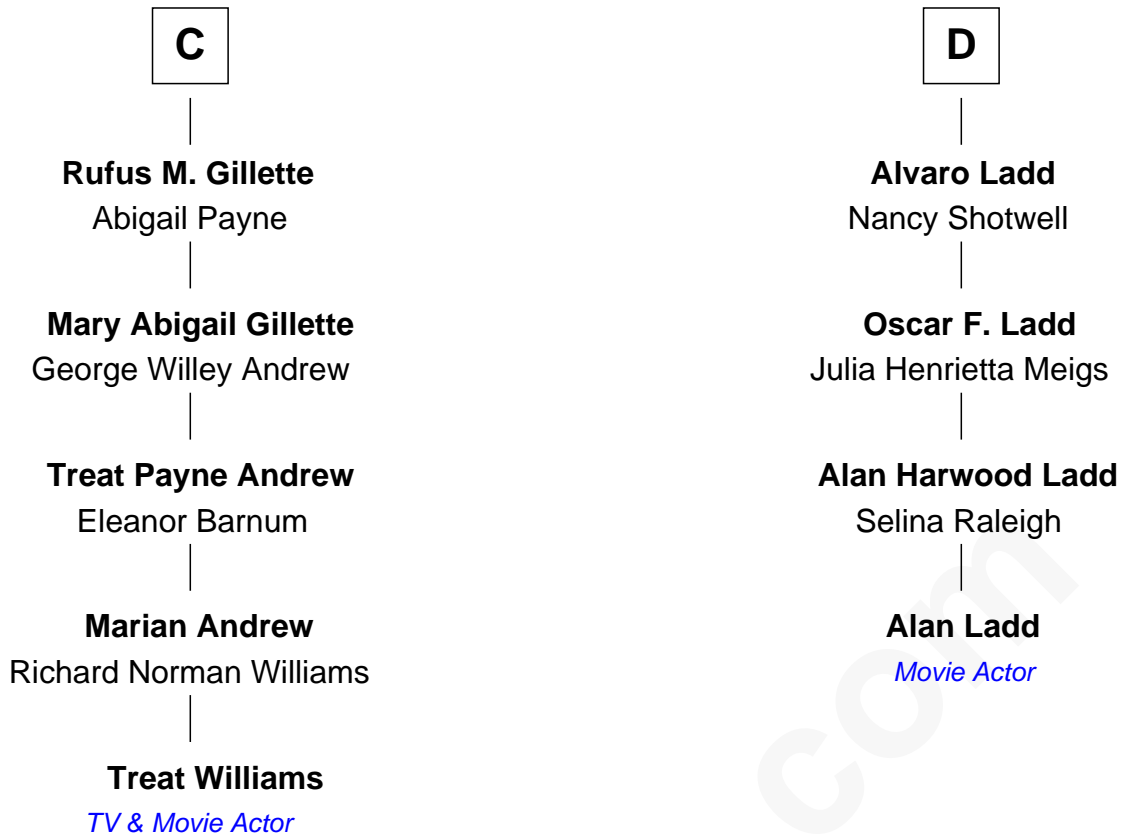 C
Rufus M. Gillette
Abigail Payne
Mary Abigail Gillette
George Willey Andrew
Treat Payne Andrew
Eleanor Barnum
Marian Andrew
Richard Norman Williams
Treat Williams
TV & Movie Actor
D
Alvaro Ladd
Nancy Shotwell
Oscar F. Ladd
Julia Henrietta Meigs
Alan Harwood Ladd
Selina Raleigh
Alan Ladd
Movie Actor
com